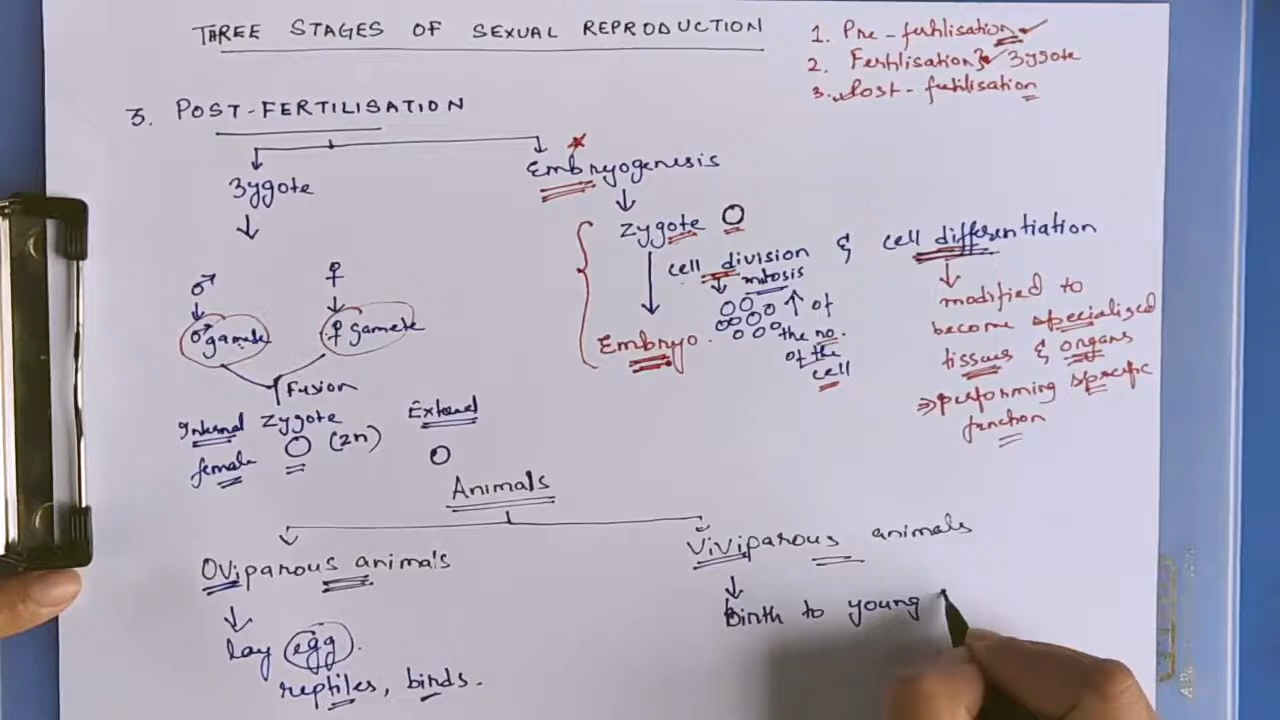 THREE STAGES OF SEXUAL REPRODUCTION
1. Pre-fertilisation ✓
2. Fertilisation} ✓ Zygote
3. Post-fertilisation
3. POST-FERTILISATION
Zygote
Embryogenesis
Zygote
cell division & cell differentiation
mitosis
↑ of
the no.
of the
cell
Embryo
modified to
become specialised
tissues & organs
⇒ performing specific
function
♂
♀
♂ gamete
♀ gamete
Fusion
Internal Zygote External
female (2n)
Animals
Oviparous animals
Viviparous animals
lay egg.
birth to young
reptiles, birds.